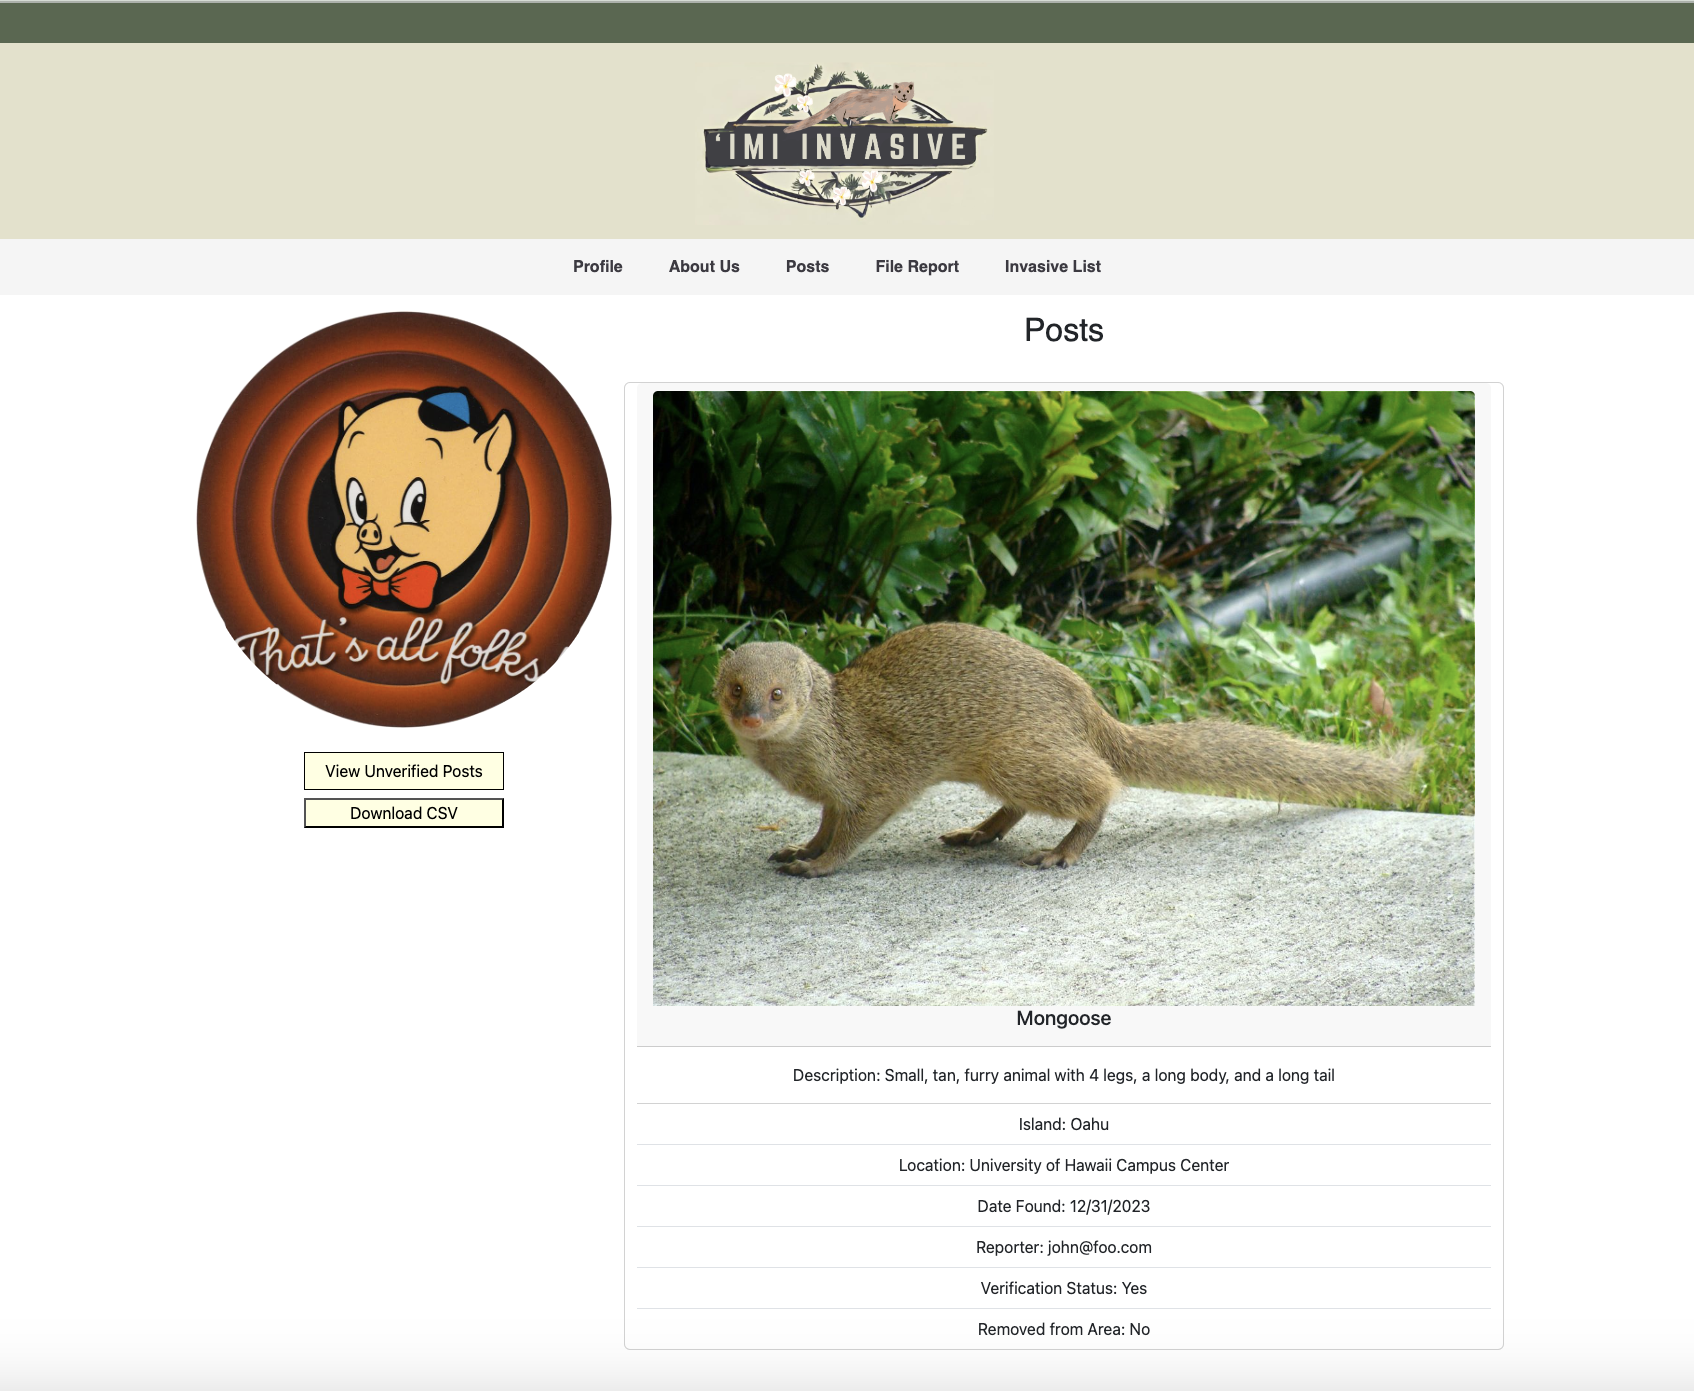 ʻIMI INVASIVE
Profile
About Us
Posts
File Report
Invasive List
That's all folks
View Unverified Posts
Download CSV
Posts
Mongoose
Description: Small, tan, furry animal with 4 legs, a long body, and a long tail
Island: Oahu
Location: University of Hawaii Campus Center
Date Found: 12/31/2023
Reporter: john@foo.com
Verification Status: Yes
Removed from Area: No